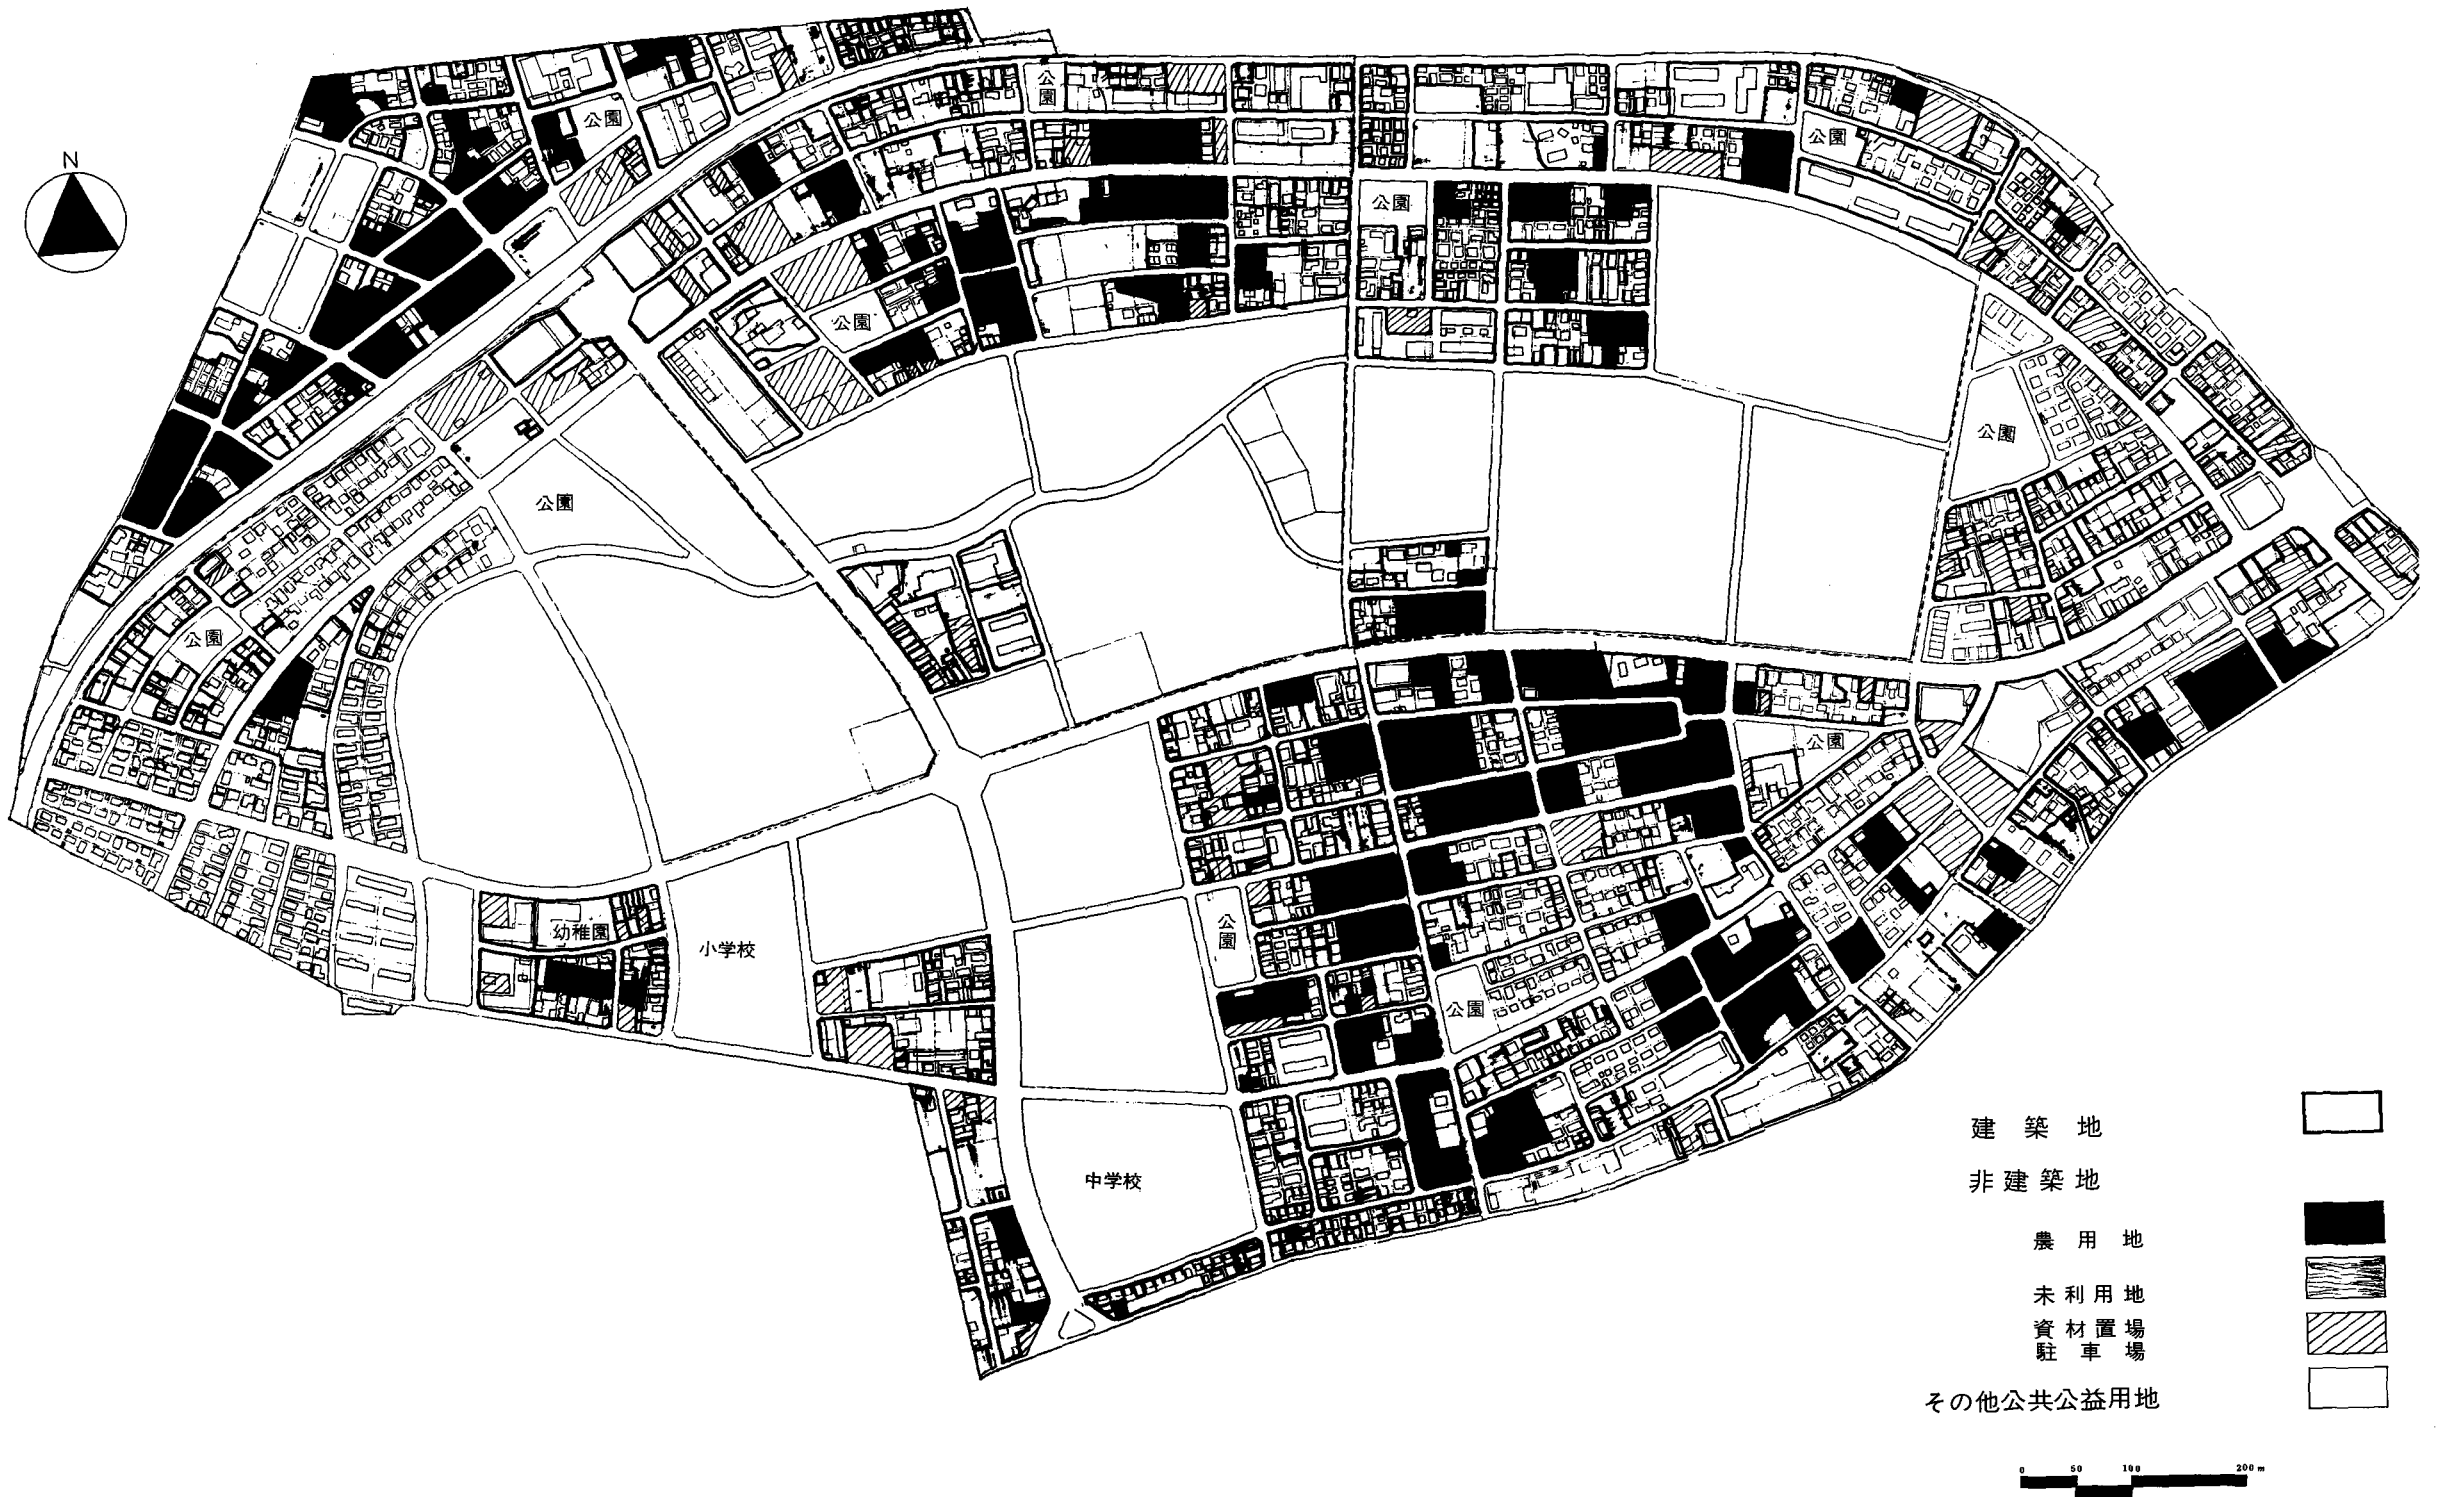 N
公園
公園
公園
公園
公園
公園
公園
公園
公園
公園
公園
公園
幼稚園
小学校
中学校
建築地
非建築地
農用地
未利用地
資材置場
駐車場
その他公共公益用地
0 50 100 200 m